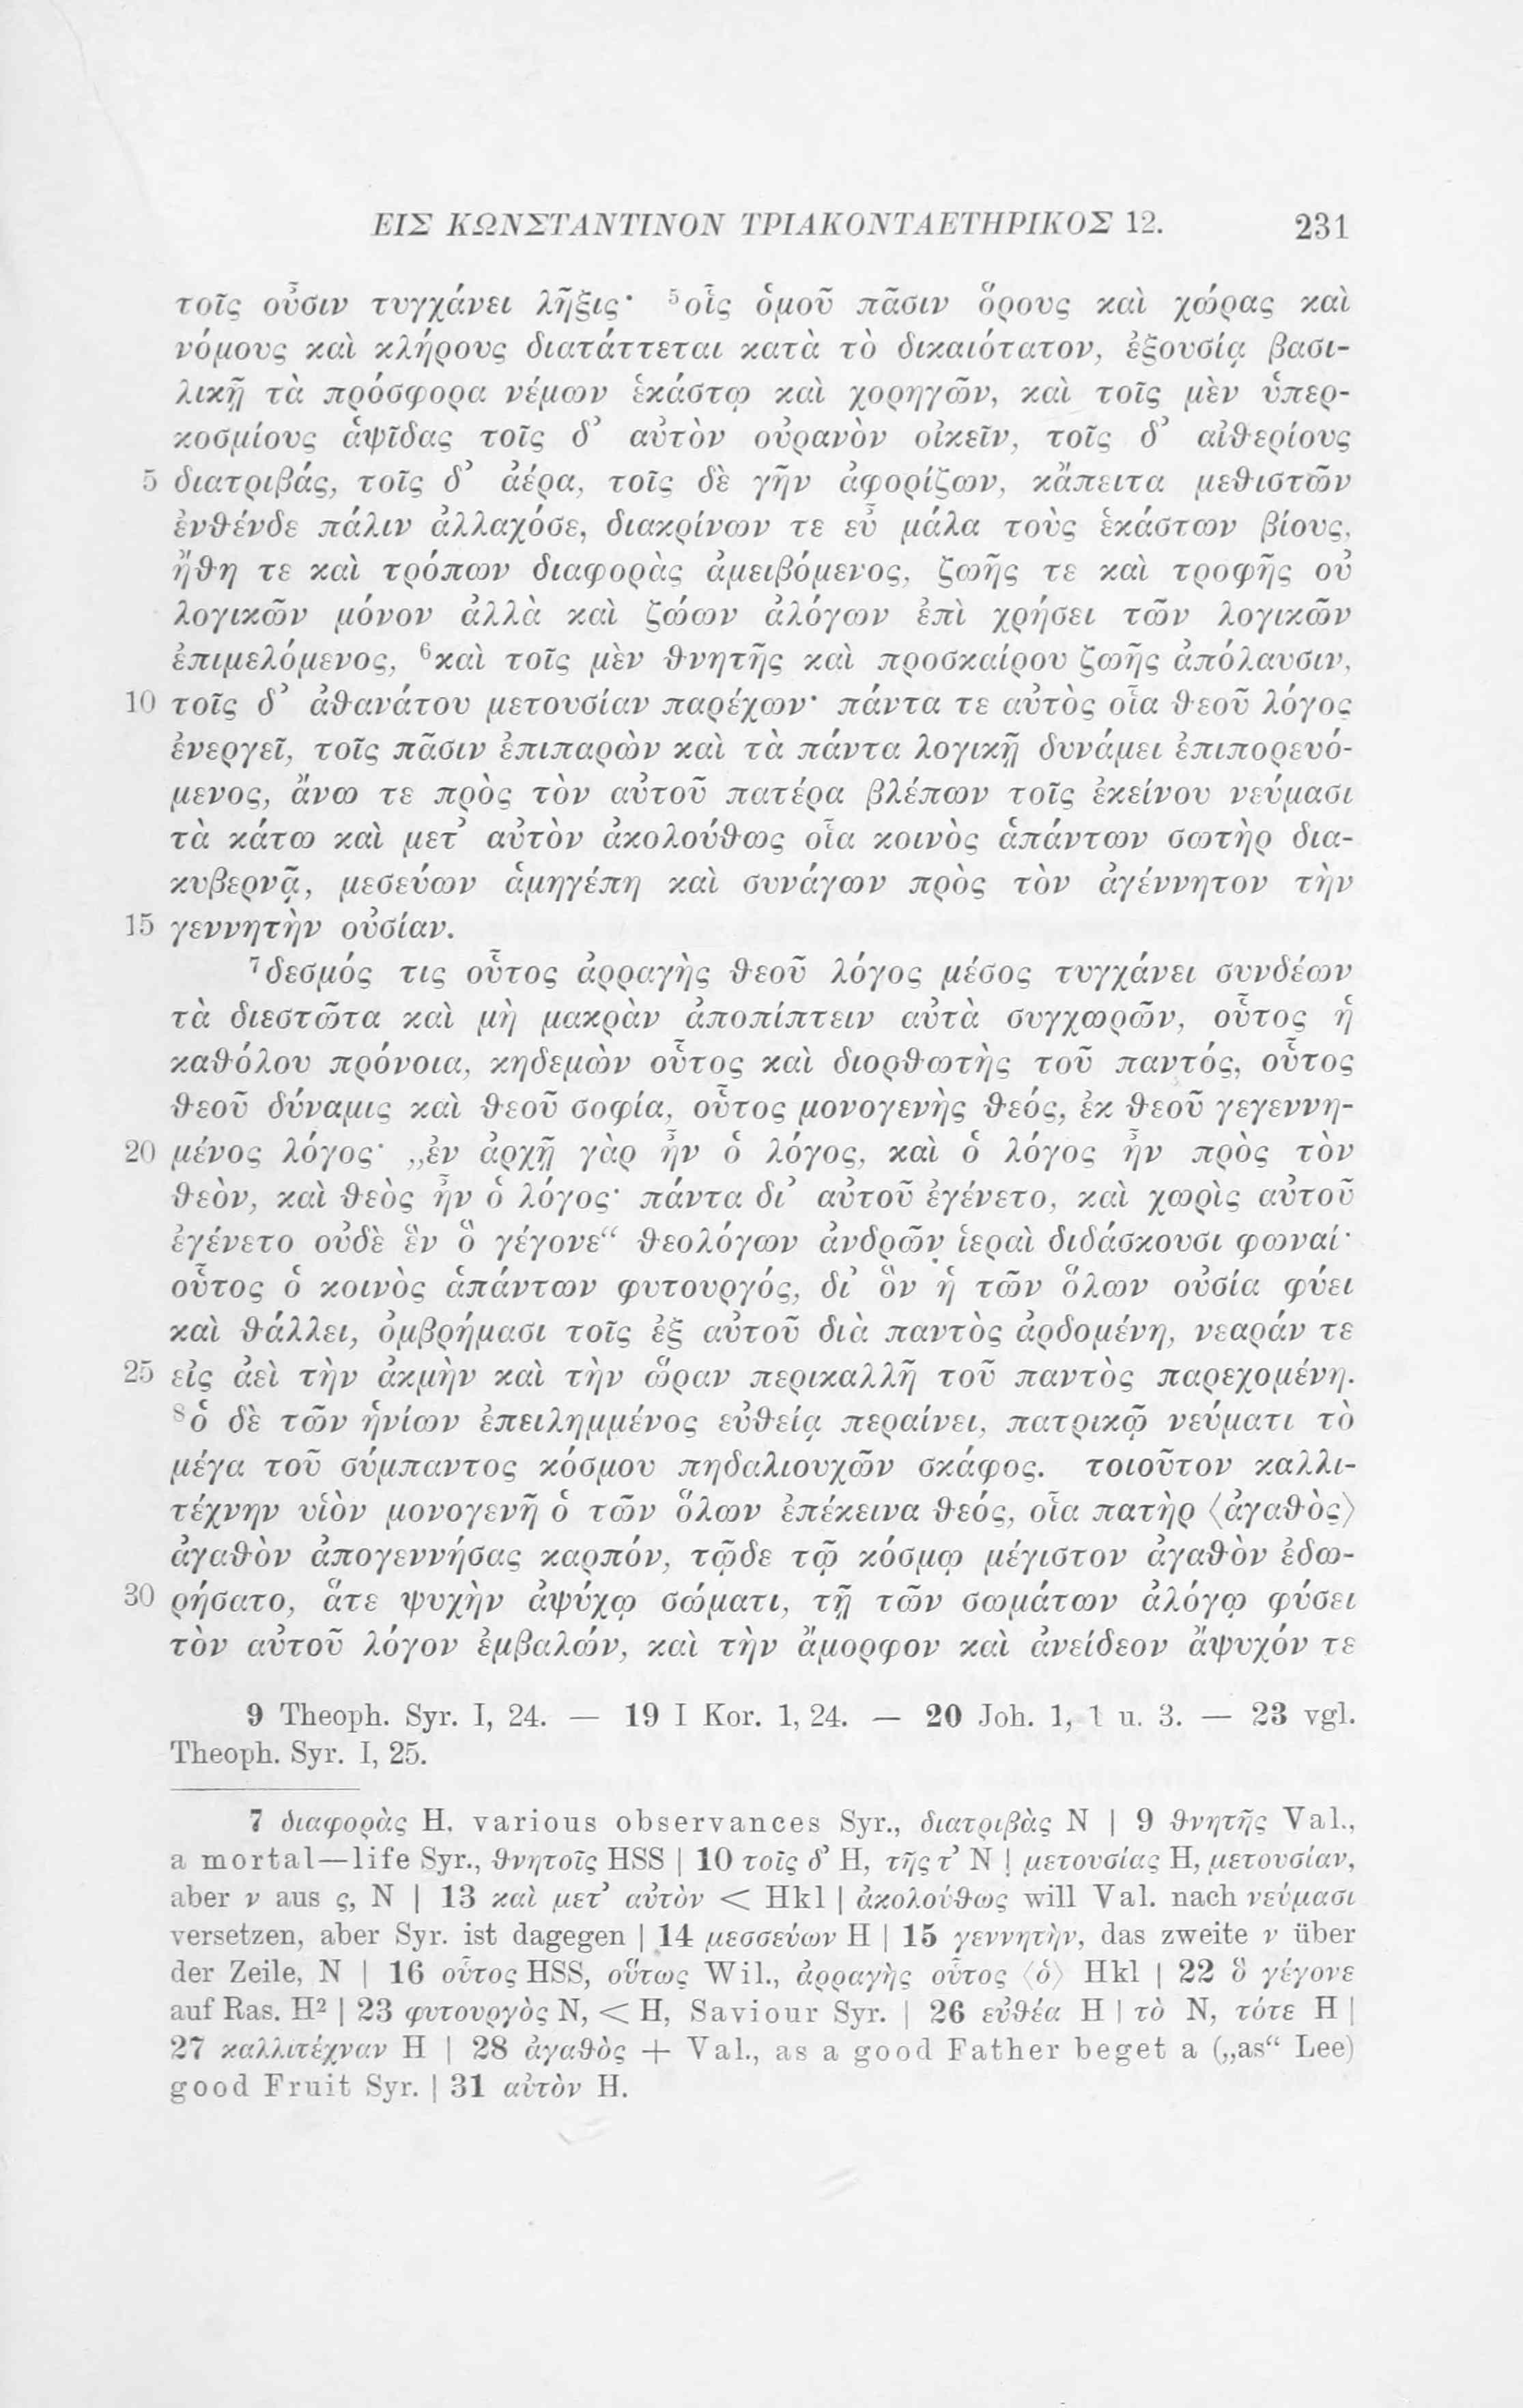 ΕΙΣ ΚΩΝΣΤΑΝΤΙΝΟΝ ΤΡΙΑΚΟΝΤΑΕΤΗΡΙΚΟΣ 12. 231
τοῖς οὖσιν τυγχάνει λῆξις· ⁵οἷς ὁμοῦ πᾶσιν ὅρους καὶ χώρας καὶ
νόμους καὶ κλήρους διατάττεται κατὰ τὸ δικαιότατον, ἐξουσίᾳ βασι-
λικῇ τὰ πρόσφορα νέμων ἑκάστῳ καὶ χορηγῶν, καὶ τοῖς μὲν ὑπερ-
κοσμίους ἁψῖδας τοῖς δ’ αὐτὸν οὐρανὸν οἰκεῖν, τοῖς δ’ αἰθερίους
5 διατριβάς, τοῖς δ’ ἀέρα, τοῖς δὲ γῆν ἀφορίζων, κἄπειτα μεθιστῶν
ἐνθένδε πάλιν ἀλλαχόσε, διακρίνων τε εὖ μάλα τοὺς ἑκάστων βίους,
ἤθη τε καὶ τρόπων διαφορὰς ἀμειβόμενος, ζωῆς τε καὶ τροφῆς οὐ
λογικῶν μόνον ἀλλὰ καὶ ζώων ἀλόγων ἐπὶ χρήσει τῶν λογικῶν
ἐπιμελόμενος, ⁶καὶ τοῖς μὲν θνητῆς καὶ προσκαίρου ζωῆς ἀπόλαυσιν,
10 τοῖς δ’ ἀθανάτου μετουσίαν παρέχων· πάντα τε αὐτὸς οἷα θεοῦ λόγος
ἐνεργεῖ, τοῖς πᾶσιν ἐπιπαρὼν καὶ τὰ πάντα λογικῇ δυνάμει ἐπιπορευό-
μενος, ἄνω τε πρὸς τὸν αὐτοῦ πατέρα βλέπων τοῖς ἐκείνου νεύμασι
τὰ κάτω καὶ μετ’ αὐτὸν ἀκολούθως οἷα κοινὸς ἁπάντων σωτὴρ δια-
κυβερνᾷ, μεσεύων ἁμηγέπη καὶ συνάγων πρὸς τὸν ἀγέννητον τὴν
15 γεννητὴν οὐσίαν.
⁷δεσμός τις οὗτος ἀρραγὴς θεοῦ λόγος μέσος τυγχάνει συνδέων
τὰ διεστῶτα καὶ μὴ μακρὰν ἀποπίπτειν αὐτὰ συγχωρῶν, οὗτος ἡ
καθόλου πρόνοια, κηδεμὼν οὗτος καὶ διορθωτὴς τοῦ παντός, οὗτος
θεοῦ δύναμις καὶ θεοῦ σοφία, οὗτος μονογενὴς θεός, ἐκ θεοῦ γεγεννη-
20 μένος λόγος· „ἐν ἀρχῇ γὰρ ἦν ὁ λόγος, καὶ ὁ λόγος ἦν πρὸς τὸν
θεὸν, καὶ θεὸς ἦν ὁ λόγος· πάντα δι’ αὐτοῦ ἐγένετο, καὶ χωρὶς αὐτοῦ
ἐγένετο οὐδὲ ἓν ὃ γέγονε“ θεολόγων ἀνδρῶν ἱεραὶ διδάσκουσι φωναί·
οὗτος ὁ κοινὸς ἁπάντων φυτουργός, δι’ ὃν ἡ τῶν ὅλων οὐσία φύει
καὶ θάλλει, ὀμβρήμασι τοῖς ἐξ αὐτοῦ διὰ παντὸς ἀρδομένη, νεαράν τε
25 εἰς ἀεὶ τὴν ἀκμὴν καὶ τὴν ὥραν περικαλλῆ τοῦ παντὸς παρεχομένη.
⁸ὁ δὲ τῶν ἡνίων ἐπειλημμένος εὐθείᾳ περαίνει, πατρικῷ νεύματι τὸ
μέγα τοῦ σύμπαντος κόσμου πηδαλιουχῶν σκάφος. τοιοῦτον καλλι-
τέχνην υἱὸν μονογενῆ ὁ τῶν ὅλων ἐπέκεινα θεός, οἷα πατὴρ ⟨ἀγαθὸς⟩
ἀγαθὸν ἀπογεννήσας καρπόν, τῷδε τῷ κόσμῳ μέγιστον ἀγαθὸν ἐδω-
30 ρήσατο, ἅτε ψυχὴν ἀψύχῳ σώματι, τῇ τῶν σωμάτων ἀλόγῳ φύσει
τὸν αὐτοῦ λόγον ἐμβαλών, καὶ τὴν ἄμορφον καὶ ἀνείδεον ἄψυχόν τε
9 Theoph. Syr. I, 24. — 19 I Kor. 1, 24. — 20 Joh. 1, 1 u. 3. — 23 vgl.
Theoph. Syr. I, 25.
7 διαφορὰς H, various observances Syr., διατριβὰς N | 9 θνητῆς Val.,
a mortal—life Syr., θνητοῖς HSS | 10 τοῖς δ’ H, τῆς τ’ N | μετουσίας H, μετουσίαν,
aber ν aus ς, N | 13 καὶ μετ’ αὐτὸν < Hkl | ἀκολούθως will Val. nach νεύμασι
versetzen, aber Syr. ist dagegen | 14 μεσσεύων H | 15 γεννητὴν, das zweite ν über
der Zeile, N | 16 οὗτος HSS, οὕτως Wil., ἀρραγὴς οὗτος ⟨ὁ⟩ Hkl | 22 ὃ γέγονε
auf Ras. H² | 23 φυτουργὸς N, < H, Saviour Syr. | 26 εὐθέα H | τὸ N, τότε H |
27 καλλιτέχναν H | 28 ἀγαθὸς + Val., as a good Father beget a („as“ Lee)
good Fruit Syr. | 31 αὐτὸν H.